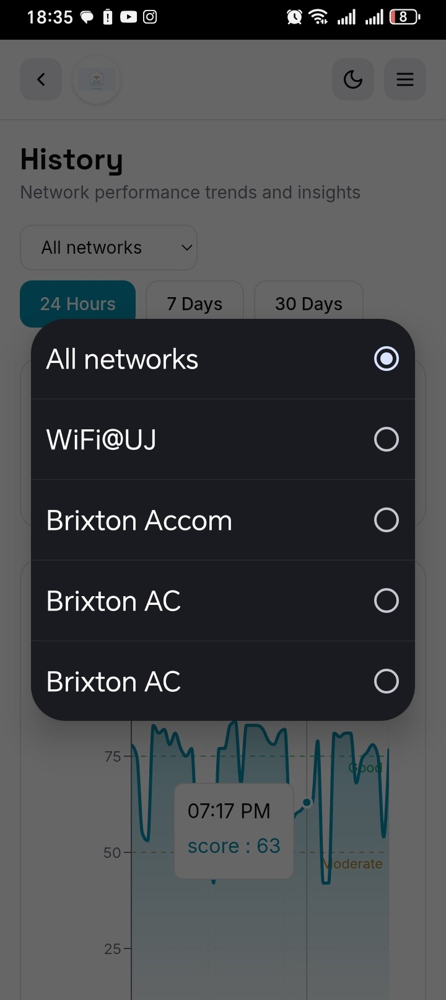 18:35
8
History
Network performance trends and insights
All networks
24 Hours
7 Days
30 Days
All networks
WiFi@UJ
Brixton Accom
Brixton AC
Brixton AC
75
Good
07:17 PM
score : 63
50
Moderate
25